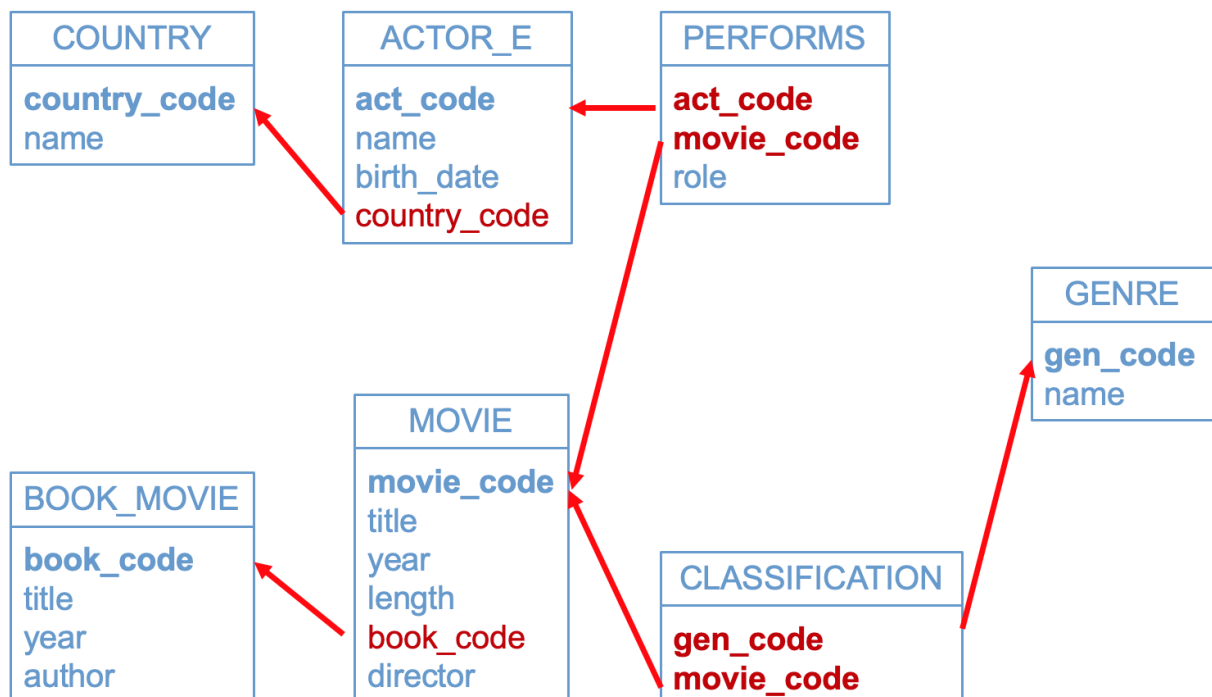 COUNTRY
country_code
name
ACTOR_E
act_code
name
birth_date
country_code
PERFORMS
act_code
movie_code
role
GENRE
gen_code
name
MOVIE
movie_code
title
year
length
book_code
director
BOOK_MOVIE
book_code
title
year
author
CLASSIFICATION
gen_code
movie_code